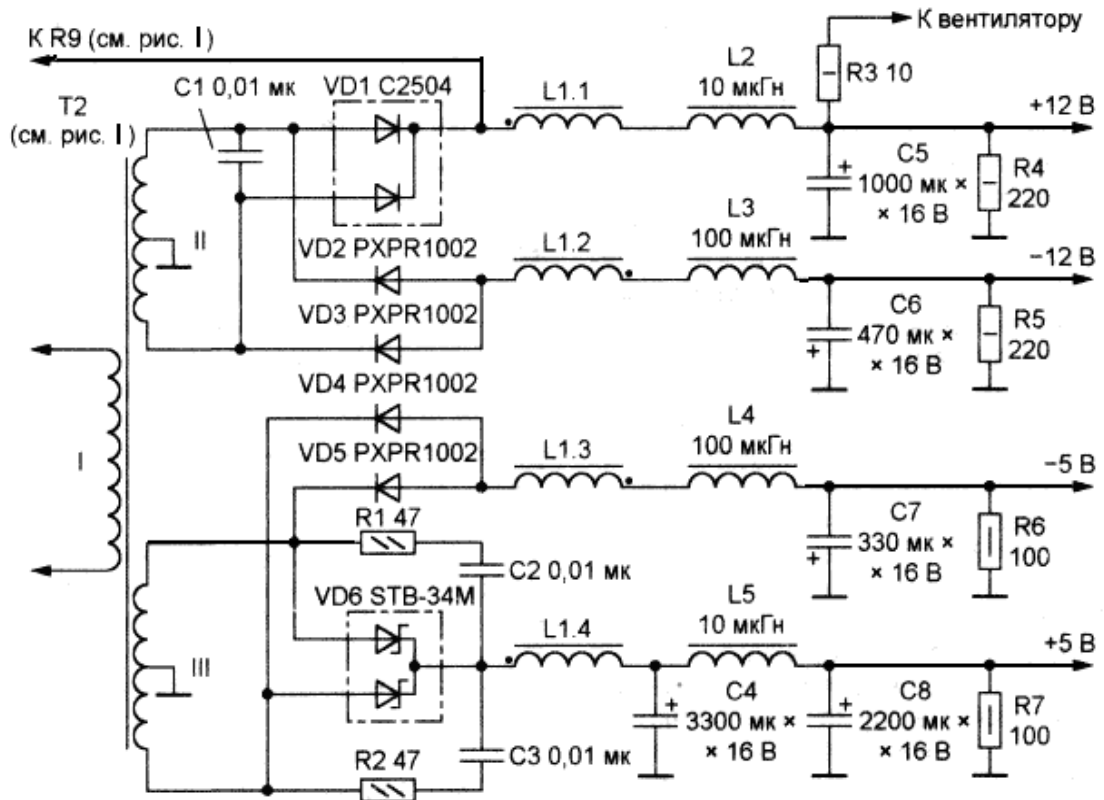 К вентилятору
К R9 (см. рис. I)
C1 0,01 мк
VD1 C2504
L1.1
L2
10 мкГн
R3 10
+12 В
T2
(см. рис. I)
C5
1000 мк ×
× 16 В
R4
220
II
VD2 PXPR1002
L1.2
L3
100 мкГн
−12 В
VD3 PXPR1002
C6
470 мк ×
× 16 В
R5
220
VD4 PXPR1002
I
VD5 PXPR1002
L1.3
L4
100 мкГн
−5 В
R1 47
C7
330 мк ×
× 16 В
R6
100
C2 0,01 мк
VD6 STB-34M
L1.4
L5
10 мкГн
+5 В
III
C4
3300 мк ×
× 16 В
C8
2200 мк ×
× 16 В
R7
100
R2 47
C3 0,01 мк